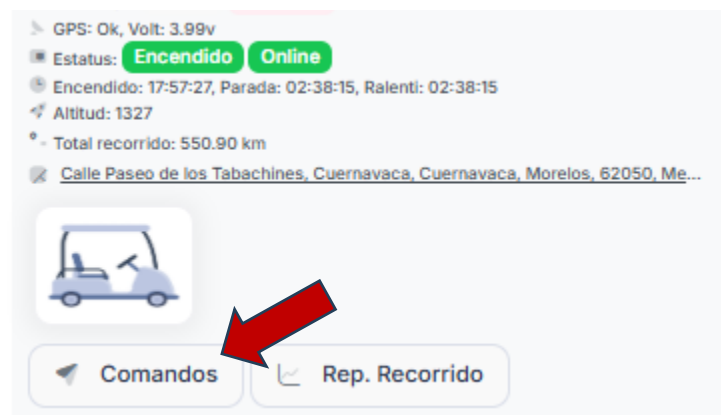 GPS: Ok, Volt: 3.99v
Estatus: Encendido Online
Encendido: 17:57:27, Parada: 02:38:15, Ralenti: 02:38:15
Altitud: 1327
Total recorrido: 550.90 km
Calle Paseo de los Tabachines, Cuernavaca, Cuernavaca, Morelos, 62050, Me...
Comandos Rep. Recorrido